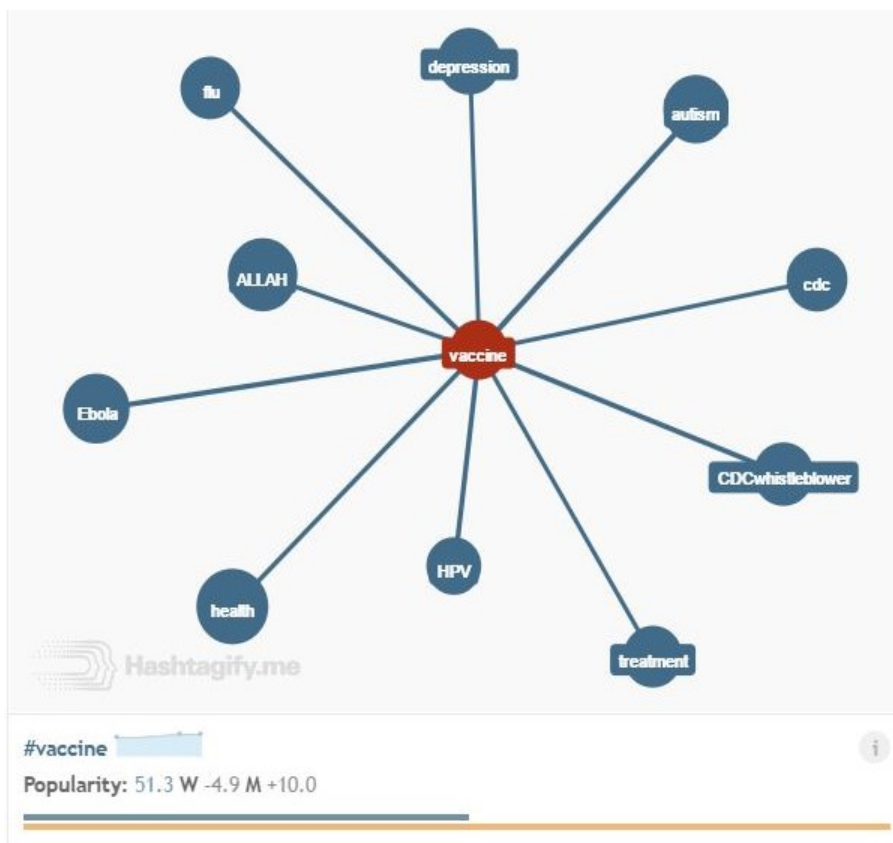 depression
flu
autism
ALLAH
cdc
vaccine
Ebola
CDCwhistleblower
HPV
health
treatment
Hashtagify.me
#vaccine
i
Popularity: 51.3 W -4.9 M +10.0